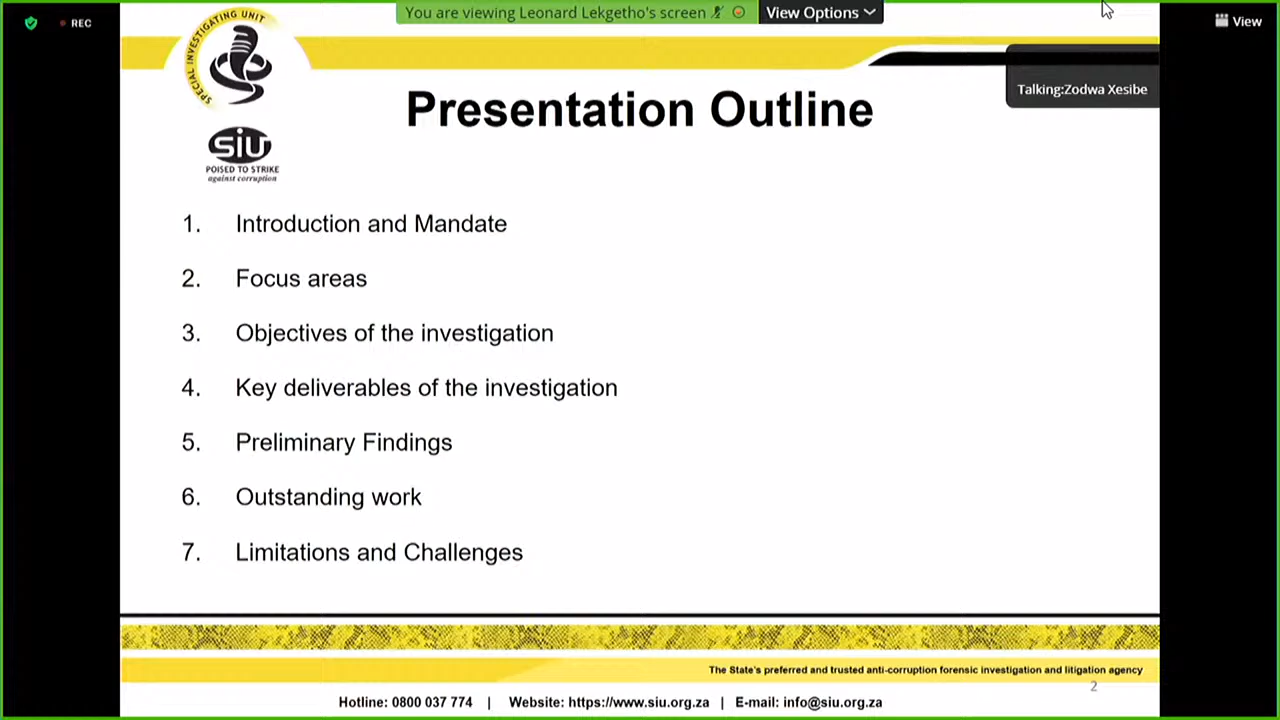 REC
You are viewing Leonard Lekgetho's screen
View Options
View
SPECIAL INVESTIGATING UNIT
Talking:Zodwa Xesibe
Presentation Outline
SIU
POISED TO STRIKE
against corruption
1. Introduction and Mandate
2. Focus areas
3. Objectives of the investigation
4. Key deliverables of the investigation
5. Preliminary Findings
6. Outstanding work
7. Limitations and Challenges
The State's preferred and trusted anti-corruption forensic investigation and litigation agency
2
Hotline: 0800 037 774 | Website: https://www.siu.org.za | E-mail: info@siu.org.za